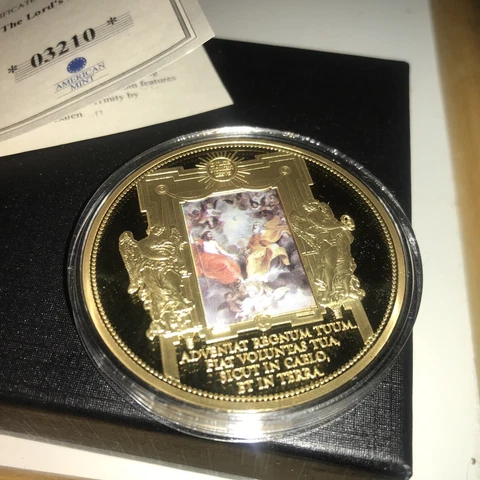 The Lord's
* 03210 *
AMERICAN
MINT
features
nity by
ADVENIAT REGNUM TUUM,
FIAT VOLUNTAS TUA,
SICUT IN CAELO,
ET IN TERRA